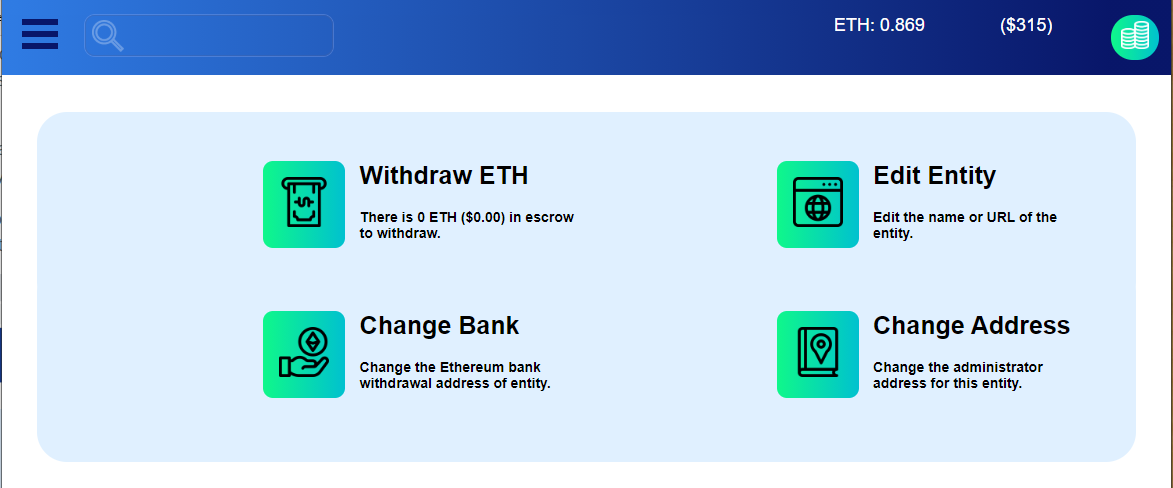 ETH: 0.869 ($315)
Withdraw ETH
There is 0 ETH ($0.00) in escrow
to withdraw.
Edit Entity
Edit the name or URL of the
entity.
Change Bank
Change the Ethereum bank
withdrawal address of entity.
Change Address
Change the administrator
address for this entity.